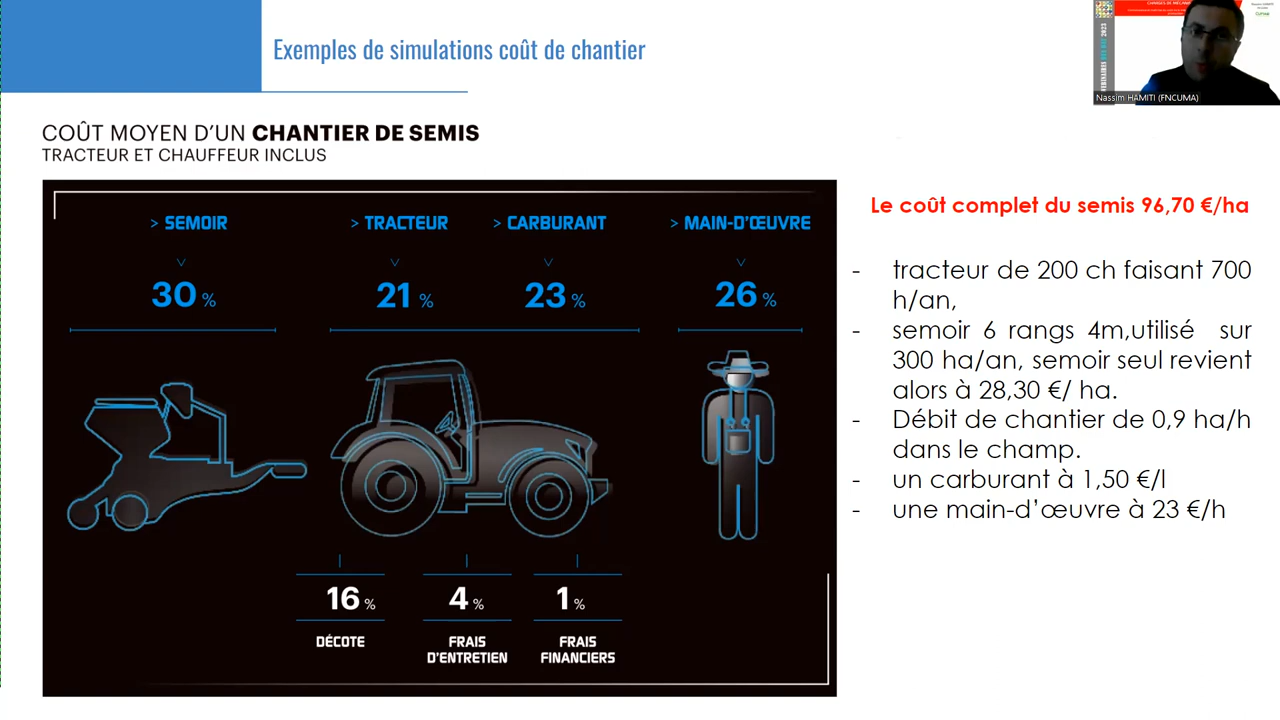 Exemples de simulations coût de chantier
Nassim HAMITI (FNCUMA)
COÛT MOYEN D'UN CHANTIER DE SEMIS
TRACTEUR ET CHAUFFEUR INCLUS
> SEMOIR
> TRACTEUR
> CARBURANT
> MAIN-D'ŒUVRE
30 %
21 %
23 %
26 %
16 %
4 %
1 %
DÉCOTE
FRAIS
D'ENTRETIEN
FRAIS
FINANCIERS
Le coût complet du semis 96,70 €/ha
- tracteur de 200 ch faisant 700
h/an,
- semoir 6 rangs 4m,utilisé sur
300 ha/an, semoir seul revient
alors à 28,30 €/ ha.
- Débit de chantier de 0,9 ha/h
dans le champ.
- un carburant à 1,50 €/l
- une main-d'œuvre à 23 €/h